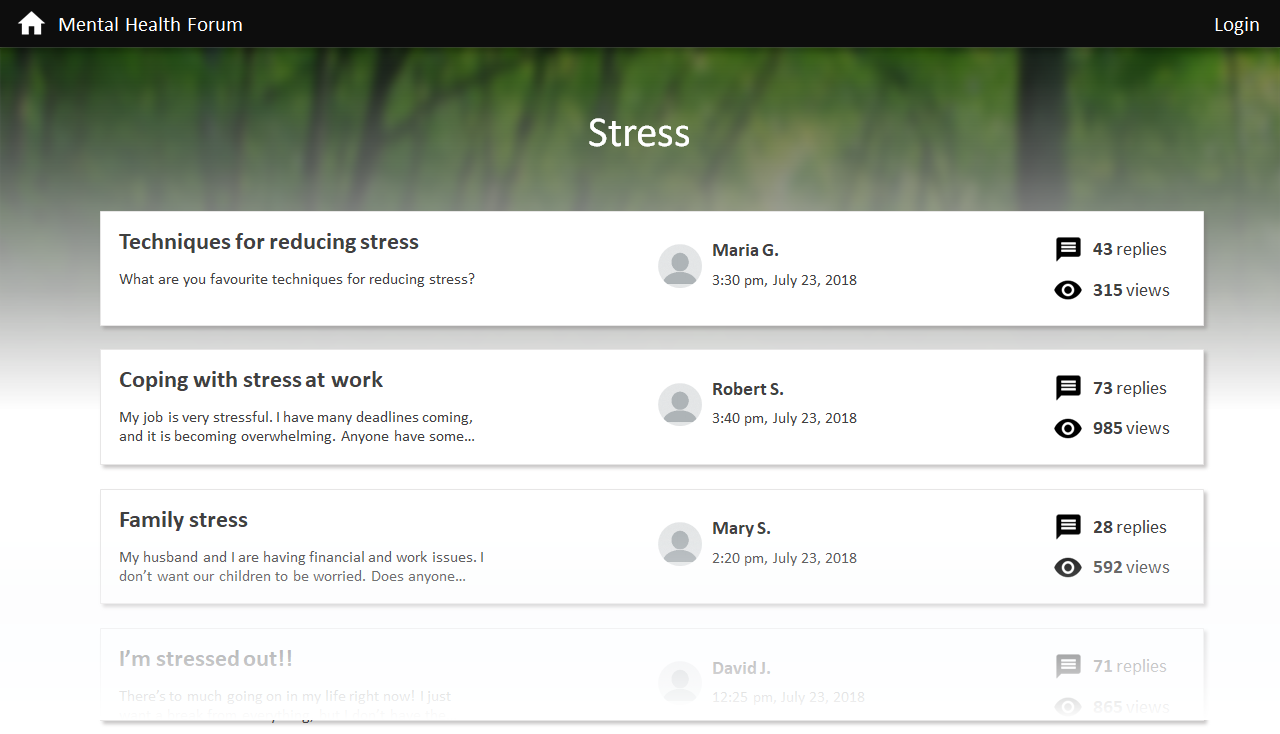 Mental Health Forum
Login
Stress
Techniques for reducing stress
What are you favourite techniques for reducing stress?
Maria G.
3:30 pm, July 23, 2018
43 replies
315 views
Coping with stress at work
My job is very stressful. I have many deadlines coming,
and it is becoming overwhelming. Anyone have some...
Robert S.
3:40 pm, July 23, 2018
73 replies
985 views
Family stress
My husband and I are having financial and work issues. I
don't want our children to be worried. Does anyone...
Mary S.
2:20 pm, July 23, 2018
28 replies
592 views
I'm stressed out!!
There's to much going on in my life right now! I just
David J.
12:25 pm, July 23, 2018
71 replies
865 views